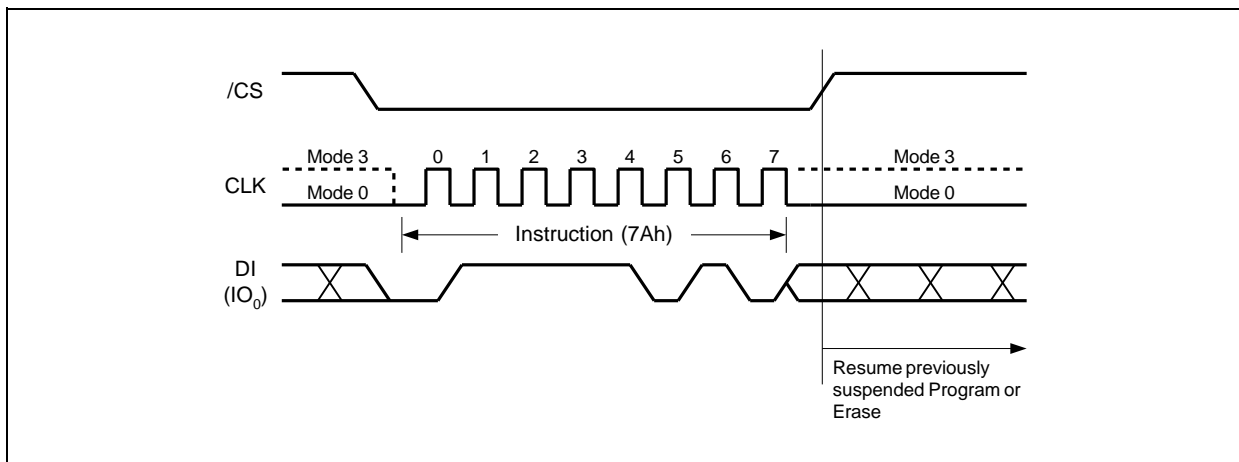 /CS
Mode 3 0 1 2 3 4 5 6 7 Mode 3
CLK
Mode 0 Mode 0
Instruction (7Ah)
DI
(IO0)
Resume previously
suspended Program or
Erase